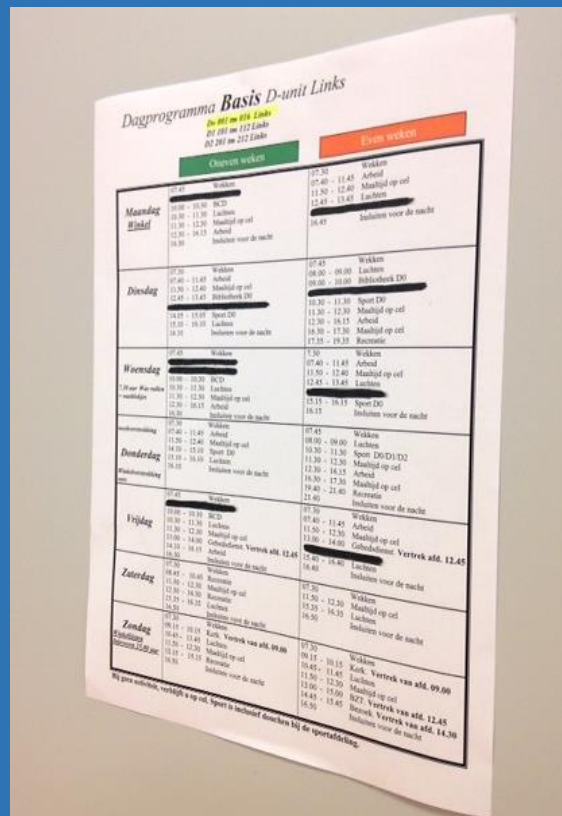 Dagprogramma Basis D-unit Links
Do 001 tm 016 Links
D1 101 tm 112 Links
D2 201 tm 212 Links
Oneven weken
Even weken
Maandag
Winkel
07.45 Wekken
10.00 - 10.30 BCD
10.30 - 11.30 Luchten
11.30 - 12.30 Maaltijd op cel
12.30 - 16.15 Arbeid
16.30 Insluiten voor de nacht
07.30 Wekken
07.40 - 11.45 Arbeid
11.50 - 12.40 Maaltijd op cel
12.45 - 13.45 Luchten
16.45 Insluiten voor de nacht
Dinsdag
07.30 Wekken
07.40 - 11.45 Arbeid
11.50 - 12.40 Maaltijd op cel
12.45 - 13.45 Bibliotheek D0
14.15 - 15.05 Sport D0
15.10 - 16.10 Luchten
16.30 Insluiten voor de nacht
07.45 Wekken
08.00 - 09.00 Luchten
09.00 - 10.00 Bibliotheek D0
10.30 - 11.30 Sport D0
11.30 - 12.30 Maaltijd op cel
12.30 - 16.15 Arbeid
16.30 - 17.30 Maaltijd op cel
17.35 - 19.35 Recreatie
Woensdag
07.45 Wekken
10.00 - 10.30 BCD
10.30 - 11.30 Luchten
11.30 - 12.30 Maaltijd op cel
12.30 - 16.15 Arbeid
16.30 Insluiten voor de nacht
7.30 Wekken
07.40 - 11.45 Arbeid
11.50 - 12.40 Maaltijd op cel
12.45 - 13.45 Luchten
15.15 - 16.15 Sport D0
16.15 Insluiten voor de nacht
Donderdag
07.30 Wekken
07.40 - 11.45 Arbeid
11.50 - 12.40 Maaltijd op cel
14.10 - 15.10 Sport D0
15.10 - 16.10 Luchten
16.15 Insluiten voor de nacht
07.45 Wekken
08.00 - 09.00 Luchten
10.30 - 11.30 Sport D0/D1/D2
11.30 - 12.30 Maaltijd op cel
12.30 - 16.15 Arbeid
16.30 - 17.30 Maaltijd op cel
19.40 - 21.40 Recreatie
21.40 Insluiten voor de nacht
Vrijdag
07.45 Wekken
10.00 - 10.30 BCD
10.30 - 11.30 Luchten
11.30 - 12.30 Maaltijd op cel
13.00 - 14.00 Gebedsdienst. Vertrek afd. 12.45
14.10 - 16.15 Arbeid
16.30 Insluiten voor de nacht
07.30 Wekken
07.40 - 11.45 Arbeid
11.50 - 12.30 Maaltijd op cel
13.00 - 14.00 Gebedsdienst. Vertrek afd. 12.45
15.40 - 16.40 Luchten
16.40 Insluiten voor de nacht
Zaterdag
07.30 Wekken
08.45 - 10.45 Recreatie
11.50 - 12.30 Maaltijd op cel
Recreatie
15.35 - 16.35 Luchten
16.50 Insluiten voor de nacht
07.30 Wekken
11.50 - 12.30 Maaltijd op cel
15.35 - 16.35 Luchten
16.50 Insluiten voor de nacht
Zondag
07.30 Wekken
09.15 - 10.15 Kerk. Vertrek van afd. 09.00
10.45 - 11.45 Luchten
11.50 - 12.30 Maaltijd op cel
Recreatie
16.50 Insluiten voor de nacht
07.30 Wekken
09.15 - 10.15 Kerk. Vertrek van afd. 09.00
10.45 - 11.45 Luchten
11.50 - 12.30 Maaltijd op cel
13.00 - 15.00 BZT. Vertrek van afd. 12.45
14.45 - 15.45 Bezoek. Vertrek van afd. 14.30
16.50 Insluiten voor de nacht
Bij geen activiteit, verblijft u op cel. Sport is inclusief douchen bij de sportafdeling.